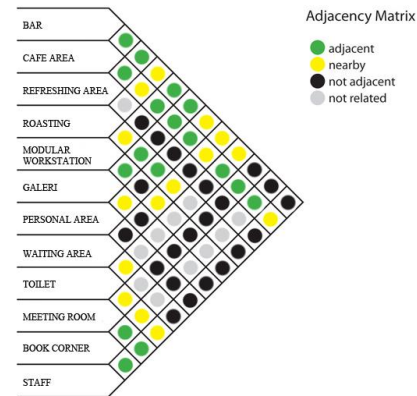 Adjacency Matrix
adjacent
nearby
not adjacent
not related
BAR
CAFE AREA
REFRESHING AREA
ROASTING
MODULAR
WORKSTATION
GALERI
PERSONAL AREA
WAITING AREA
TOILET
MEETING ROOM
BOOK CORNER
STAFF